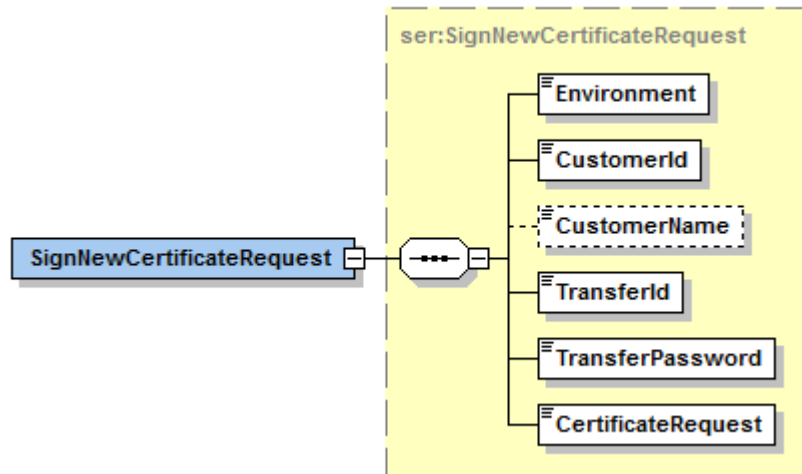 ser:SignNewCertificateRequest
Environment
CustomerId
CustomerName
SignNewCertificateRequest
TransferId
TransferPassword
CertificateRequest